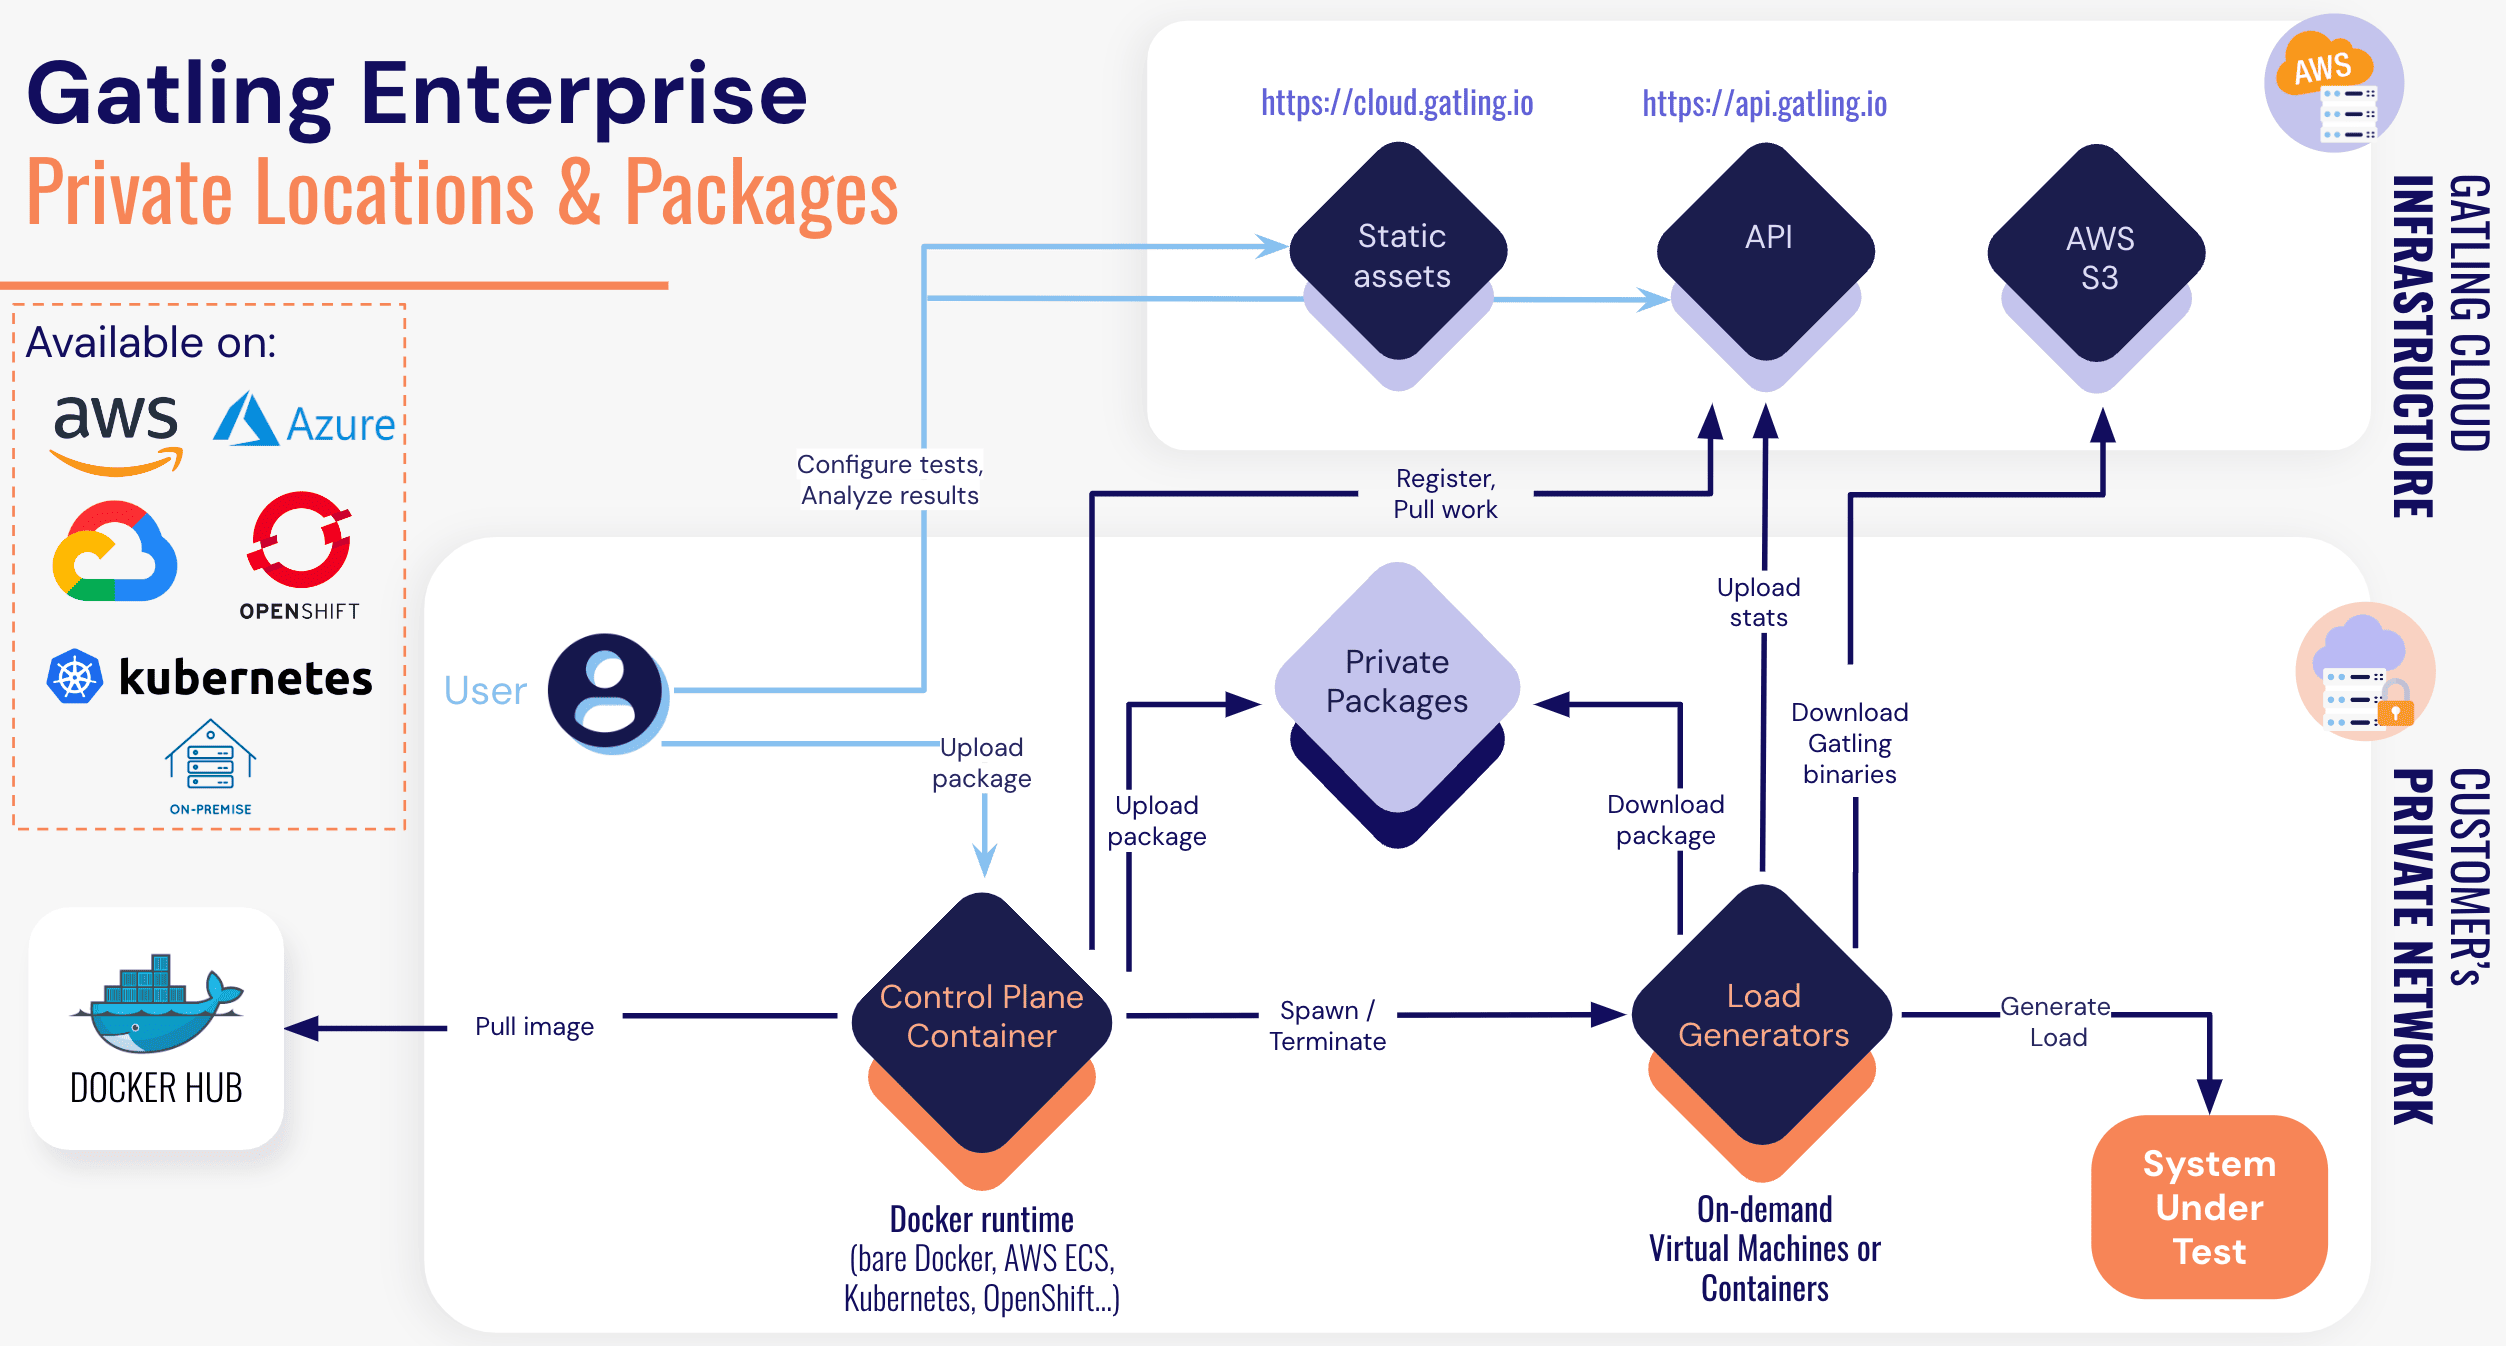 Gatling Enterprise
Private Locations & Packages
Available on:
aws
Azure
OPENSHIFT
kubernetes
ON-PREMISE
DOCKER HUB
https://cloud.gatling.io
https://api.gatling.io
AWS
Static
assets
API
AWS
S3
GATLING CLOUD
INFRASTRUCTURE
Configure tests,
Analyze results
Register,
Pull work
Upload
stats
Download
Gatling
binaries
User
Upload
package
Upload
package
Private
Packages
Download
package
CUSTOMER's
PRIVATE NETWORK
Pull image
Control Plane
Container
Spawn /
Terminate
Load
Generators
Generate
Load
System
Under
Test
Docker runtime
(bare Docker, AWS ECS,
Kubernetes, OpenShift...)
On-demand
Virtual Machines or
Containers